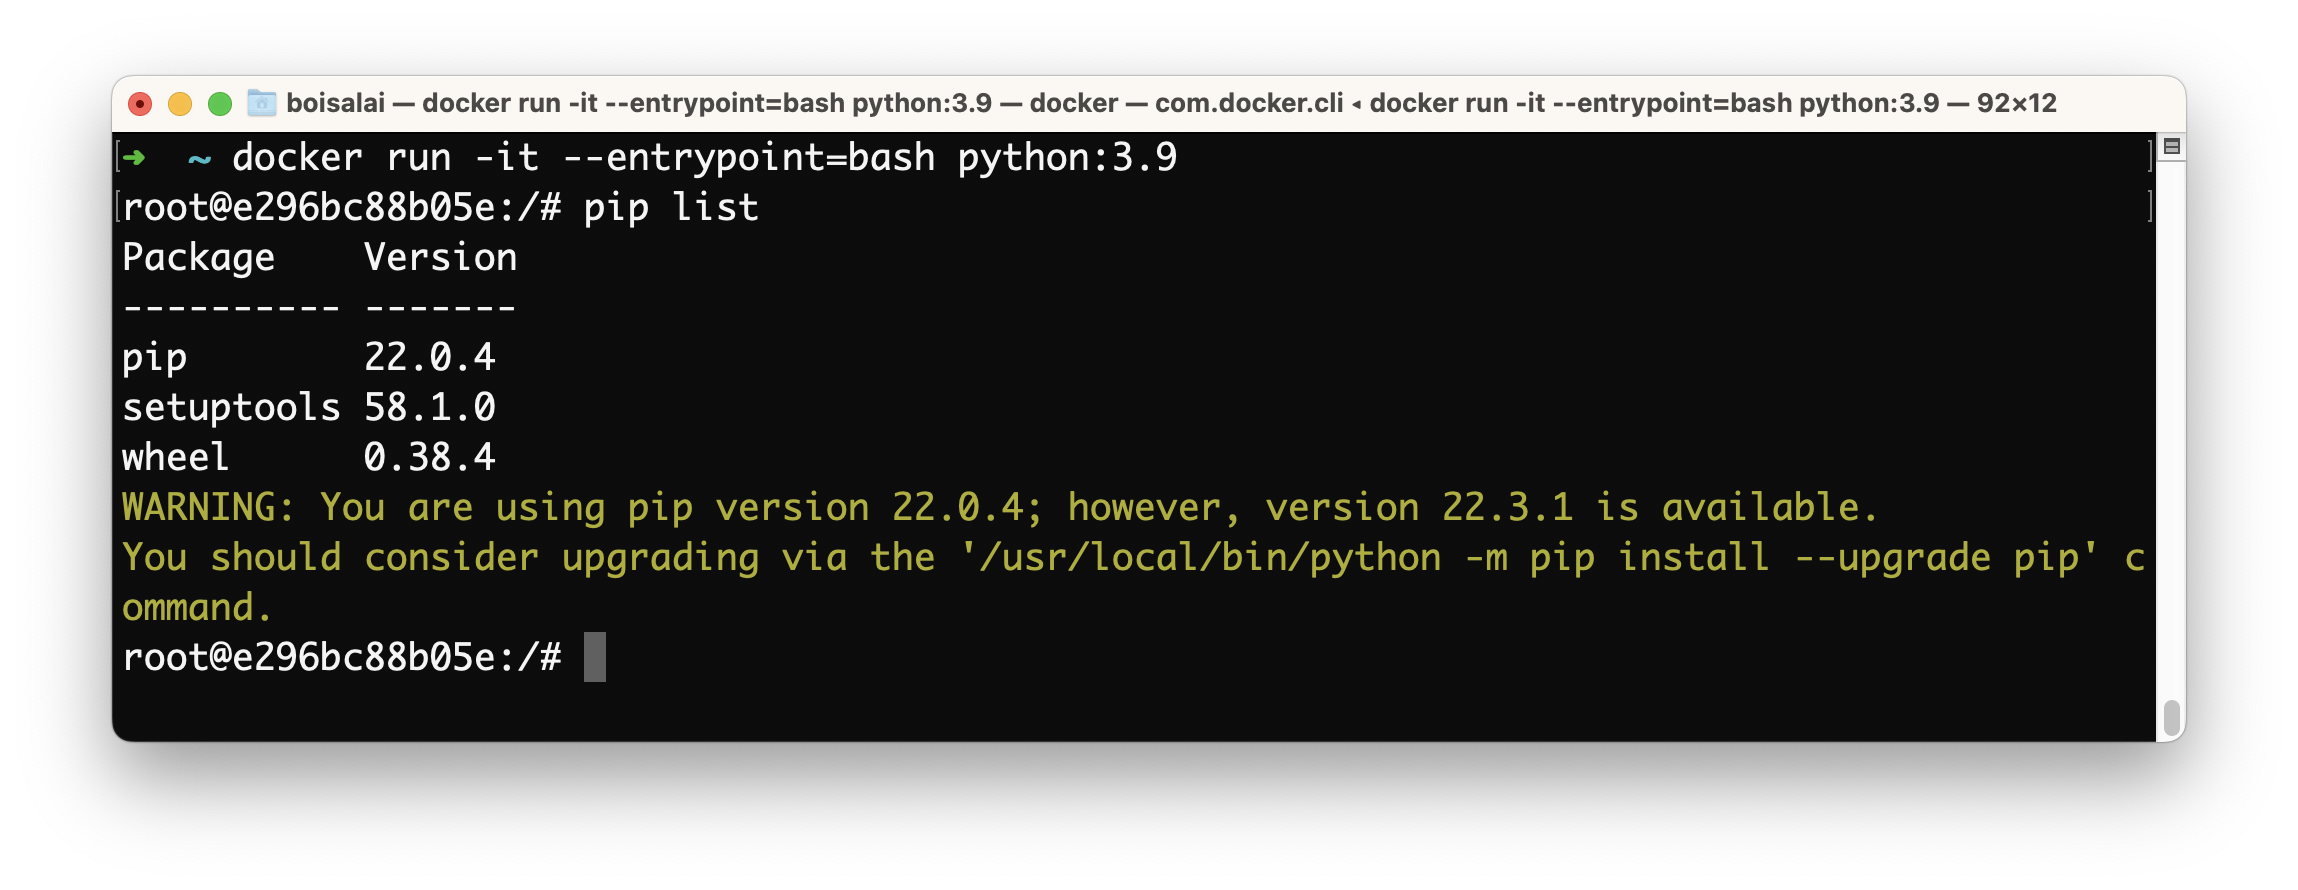 boisalai — docker run -it --entrypoint=bash python:3.9 — docker — com.docker.cli ◂ docker run -it --entrypoint=bash python:3.9 — 92×12
[➜  ~ docker run -it --entrypoint=bash python:3.9 ]
[root@e296bc88b05e:/# pip list ]
Package    Version
---------- -------
pip        22.0.4
setuptools 58.1.0
wheel      0.38.4
WARNING: You are using pip version 22.0.4; however, version 22.3.1 is available.
You should consider upgrading via the '/usr/local/bin/python -m pip install --upgrade pip' c
ommand.
root@e296bc88b05e:/#